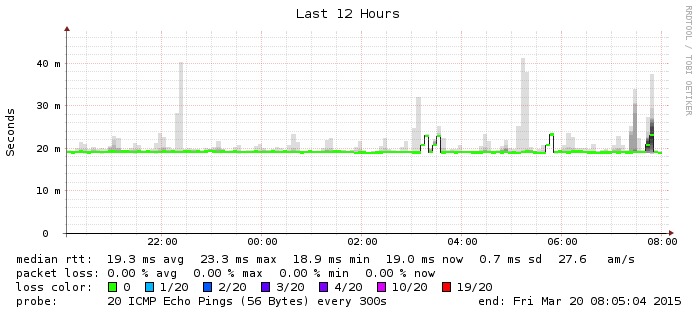 Last 12 Hours
RRDTOOL / TOBI OETIKER
Seconds
40 m
30 m
20 m
10 m
0
22:00 00:00 02:00 04:00 06:00 08:00
median rtt: 19.3 ms avg 23.3 ms max 18.9 ms min 19.0 ms now 0.7 ms sd 27.6 am/s
packet loss: 0.00 % avg 0.00 % max 0.00 % min 0.00 % now
loss color: 0 1/20 2/20 3/20 4/20 10/20 19/20
probe: 20 ICMP Echo Pings (56 Bytes) every 300s end: Fri Mar 20 08:05:04 2015